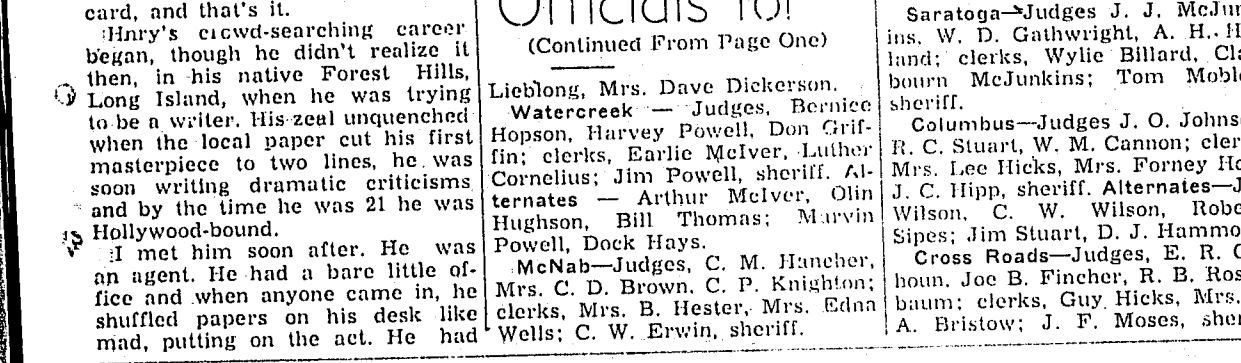 card, and that's it.
Hnry's crcwd-searching career
began, though he didn't realize it
then, in his native Forest Hills,
Long Island, when he was trying
to be a writer. His zeal unquenched
when the local paper cut his first
masterpiece to two lines, he was
soon writing dramatic criticisms
and by the time he was 21 he was
Hollywood-bound.
I met him soon after. He was
an agent. He had a bare little of-
fice and when anyone came in, he
shuffled papers on his desk like
mad, putting on the act. He had
Officials for
(Continued From Page One)
Lieblong, Mrs. Dave Dickerson.
Watercreek — Judges, Bernice
Hopson, Harvey Powell, Don Grif-
fin; clerks, Earlie McIver, Luther
Cornelius; Jim Powell, sheriff. Al-
ternates — Arthur McIver, Olin
Hughson, Bill Thomas; Marvin
Powell, Dock Hays.
McNab—Judges, C. M. Hancher,
Mrs. C. D. Brown, C. P. Knighton;
clerks, Mrs. B. Hester, Mrs. Edna
Wells; C. W. Erwin, sheriff.
Saratoga—Judges J. J. McJun
ins, W. D. Gathwright, A. H. H
land; clerks, Wylie Billard, Cla
bourn McJunkins; Tom Moble
sheriff.
Columbus—Judges J. O. Johns
R. C. Stuart, W. M. Cannon; cler
Mrs. Lee Hicks, Mrs. Forney Ho
J. C. Hipp, sheriff. Alternates—J
Wilson, C. W. Wilson, Robe
Sipes; Jim Stuart, D. J. Hammo
Cross Roads—Judges, E. R. C
houn, Joe B. Fincher, R. B. Ros
baum; clerks, Guy Hicks, Mrs.
A. Bristow; J. F. Moses, sher